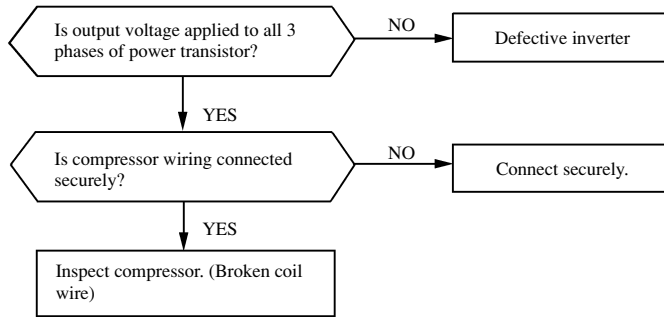 Is output voltage applied to all 3
phases of power transistor?
NO
Defective inverter
YES
Is compressor wiring connected
securely?
NO
Connect securely.
YES
Inspect compressor. (Broken coil
wire)